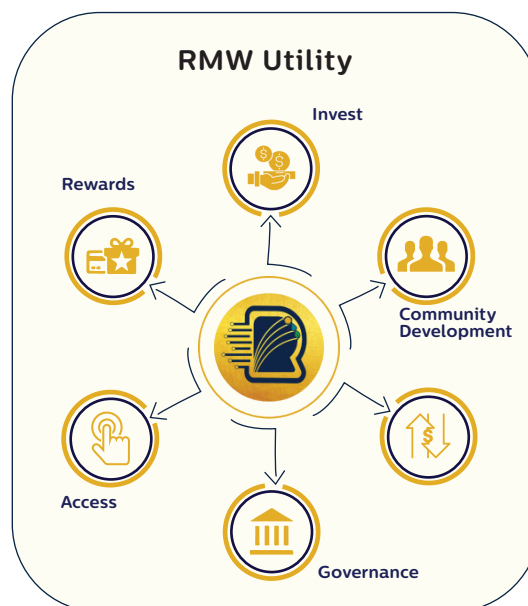 RMW Utility
Invest
Rewards
Community
Development
Access
Governance